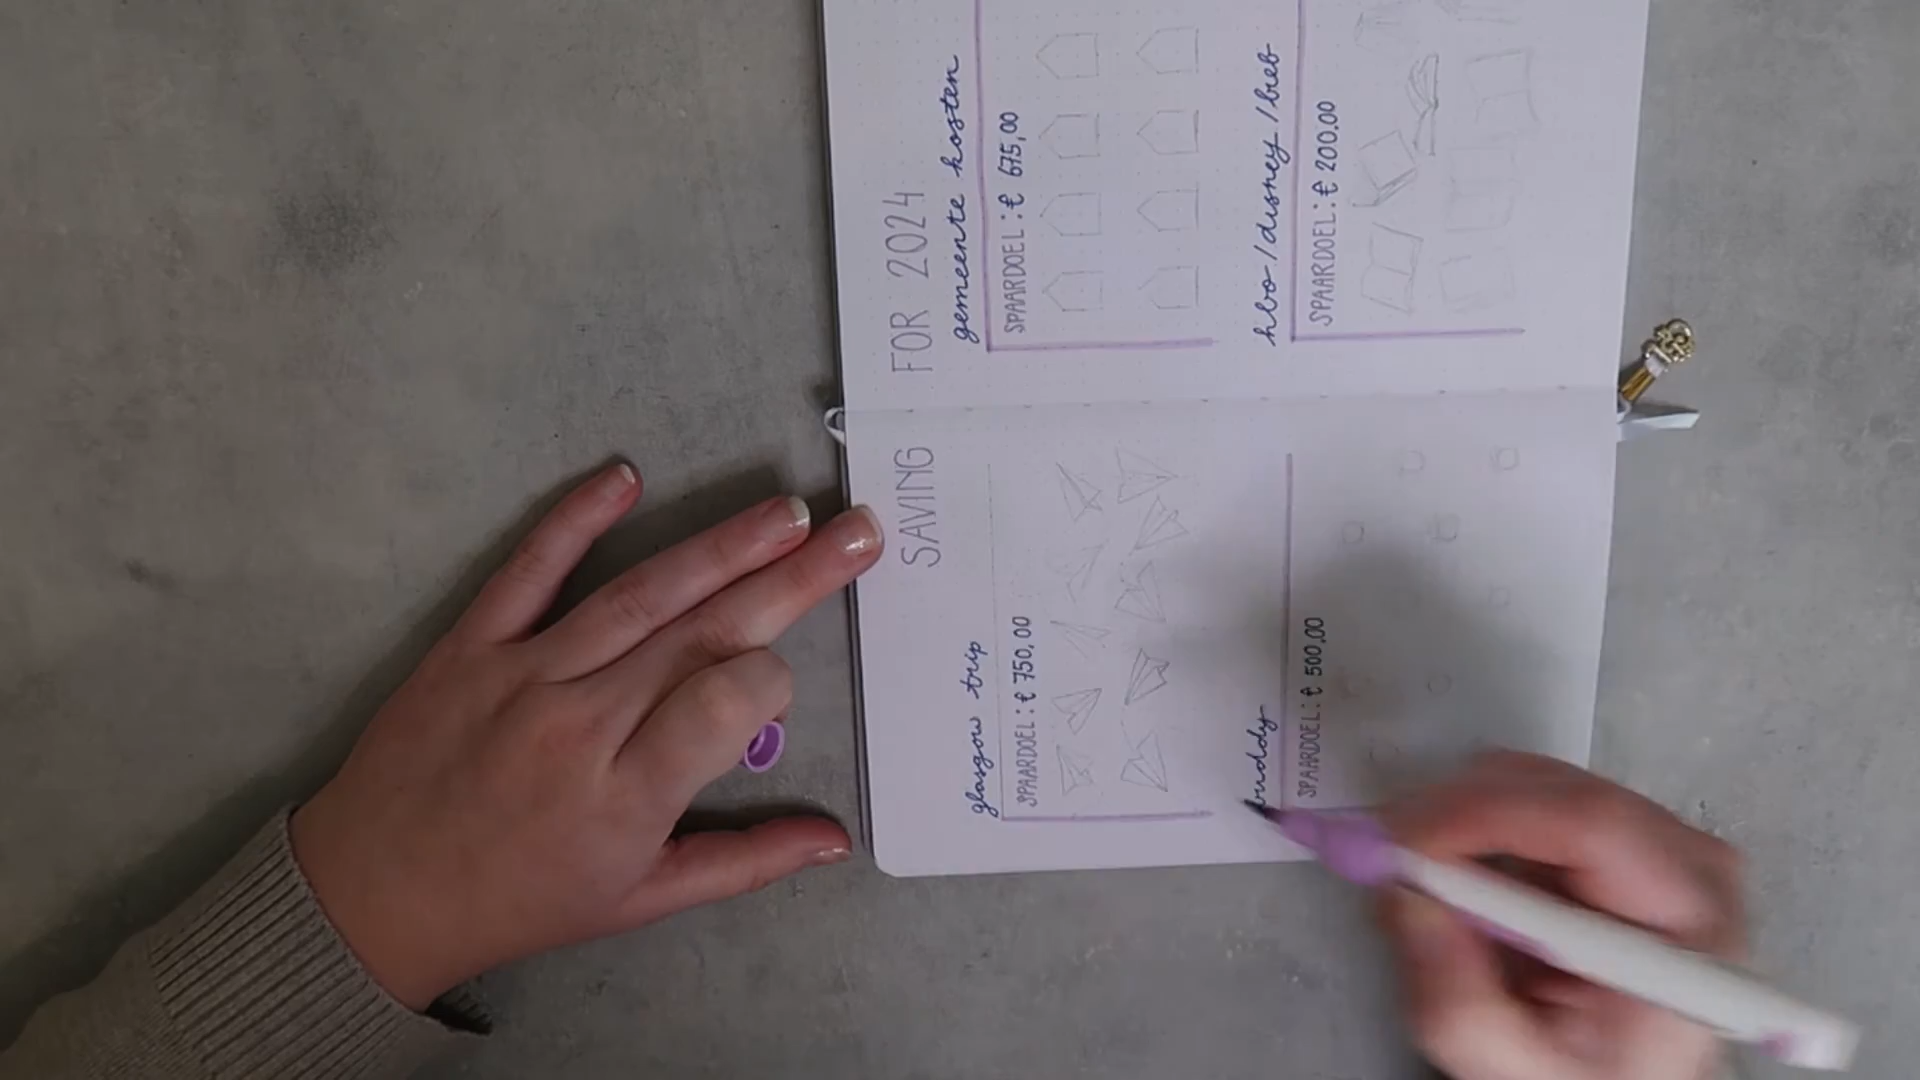 SAVING FOR 2024
glasgow trip
SPAARDOEL: € 750,00
buddy
SPAARDOEL: € 500,00
gemeente kosten
SPAARDOEL: € 675,00
hbo/disney/bieb
SPAARDOEL: € 200.00